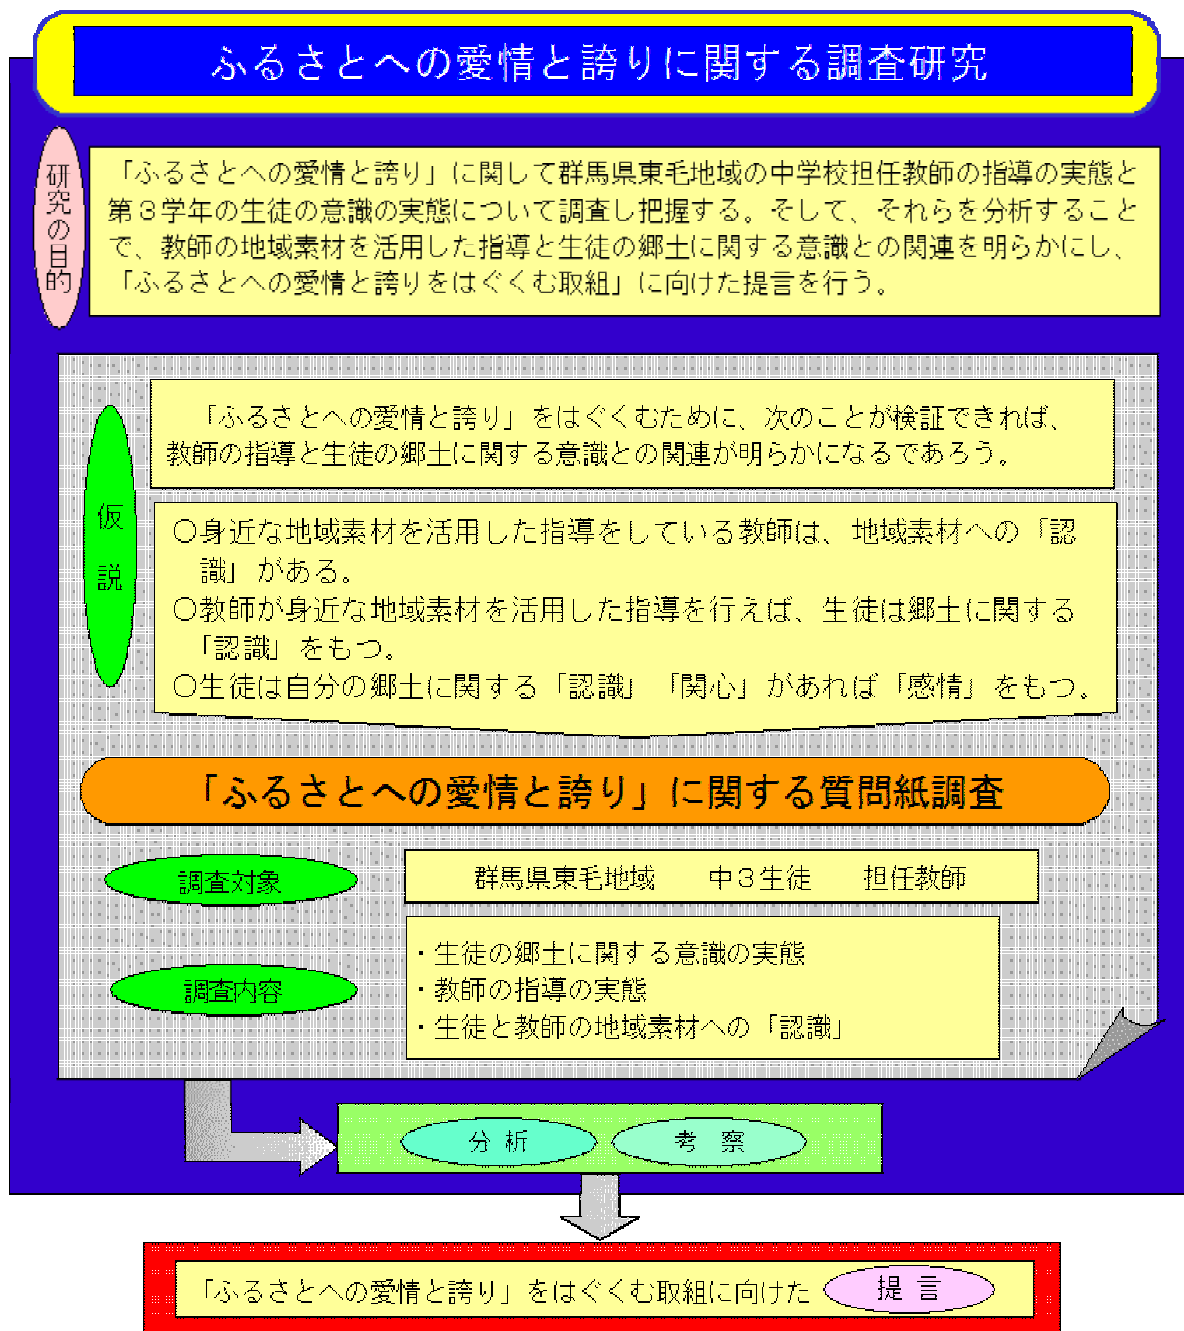 ふるさとへの愛情と誇りに関する調査研究
研究の目的
「ふるさとへの愛情と誇り」に関して群馬県東毛地域の中学校担任教師の指導の実態と
第３学年の生徒の意識の実態について調査し把握する。そして、それらを分析すること
で、教師の地域素材を活用した指導と生徒の郷土に関する意識との関連を明らかにし、
「ふるさとへの愛情と誇りをはぐくむ取組」に向けた提言を行う。
仮説
「ふるさとへの愛情と誇り」をはぐくむために、次のことが検証できれば、
教師の指導と生徒の郷土に関する意識との関連が明らかになるであろう。
○身近な地域素材を活用した指導をしている教師は、地域素材への「認
識」がある。
○教師が身近な地域素材を活用した指導を行えば、生徒は郷土に関する
「認識」をもつ。
○生徒は自分の郷土に関する「認識」「関心」があれば「感情」をもつ。
「ふるさとへの愛情と誇り」に関する質問紙調査
調査対象
群馬県東毛地域　中３生徒　担任教師
調査内容
・生徒の郷土に関する意識の実態
・教師の指導の実態
・生徒と教師の地域素材への「認識」
分析　考察
「ふるさとへの愛情と誇り」をはぐくむ取組に向けた　提言